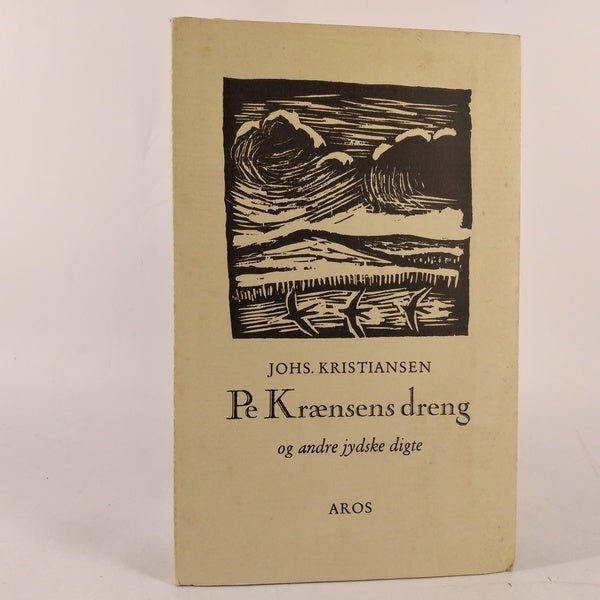 JOHS. KRISTIANSEN
Pe Krænsens dreng
og andre jydske digte
AROS